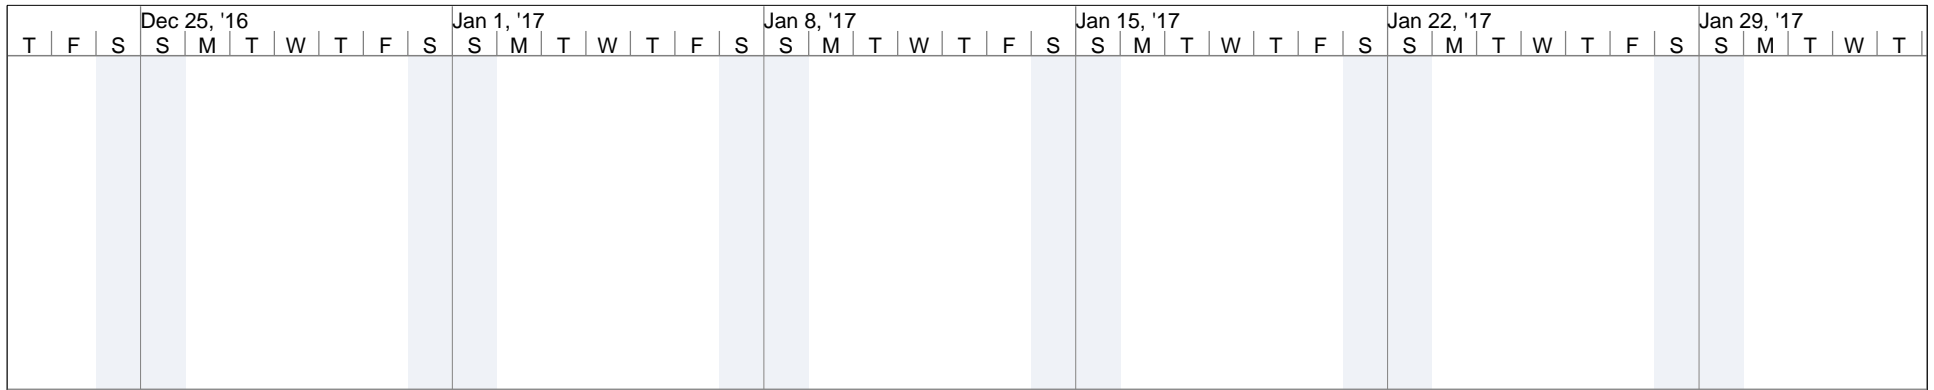 Dec 25, '16 Jan 1, '17 Jan 8, '17 Jan 15, '17 Jan 22, '17 Jan 29, '17
T F S S M T W T F S S M T W T F S S M T W T F S S M T W T F S S M T W T F S S M T W T